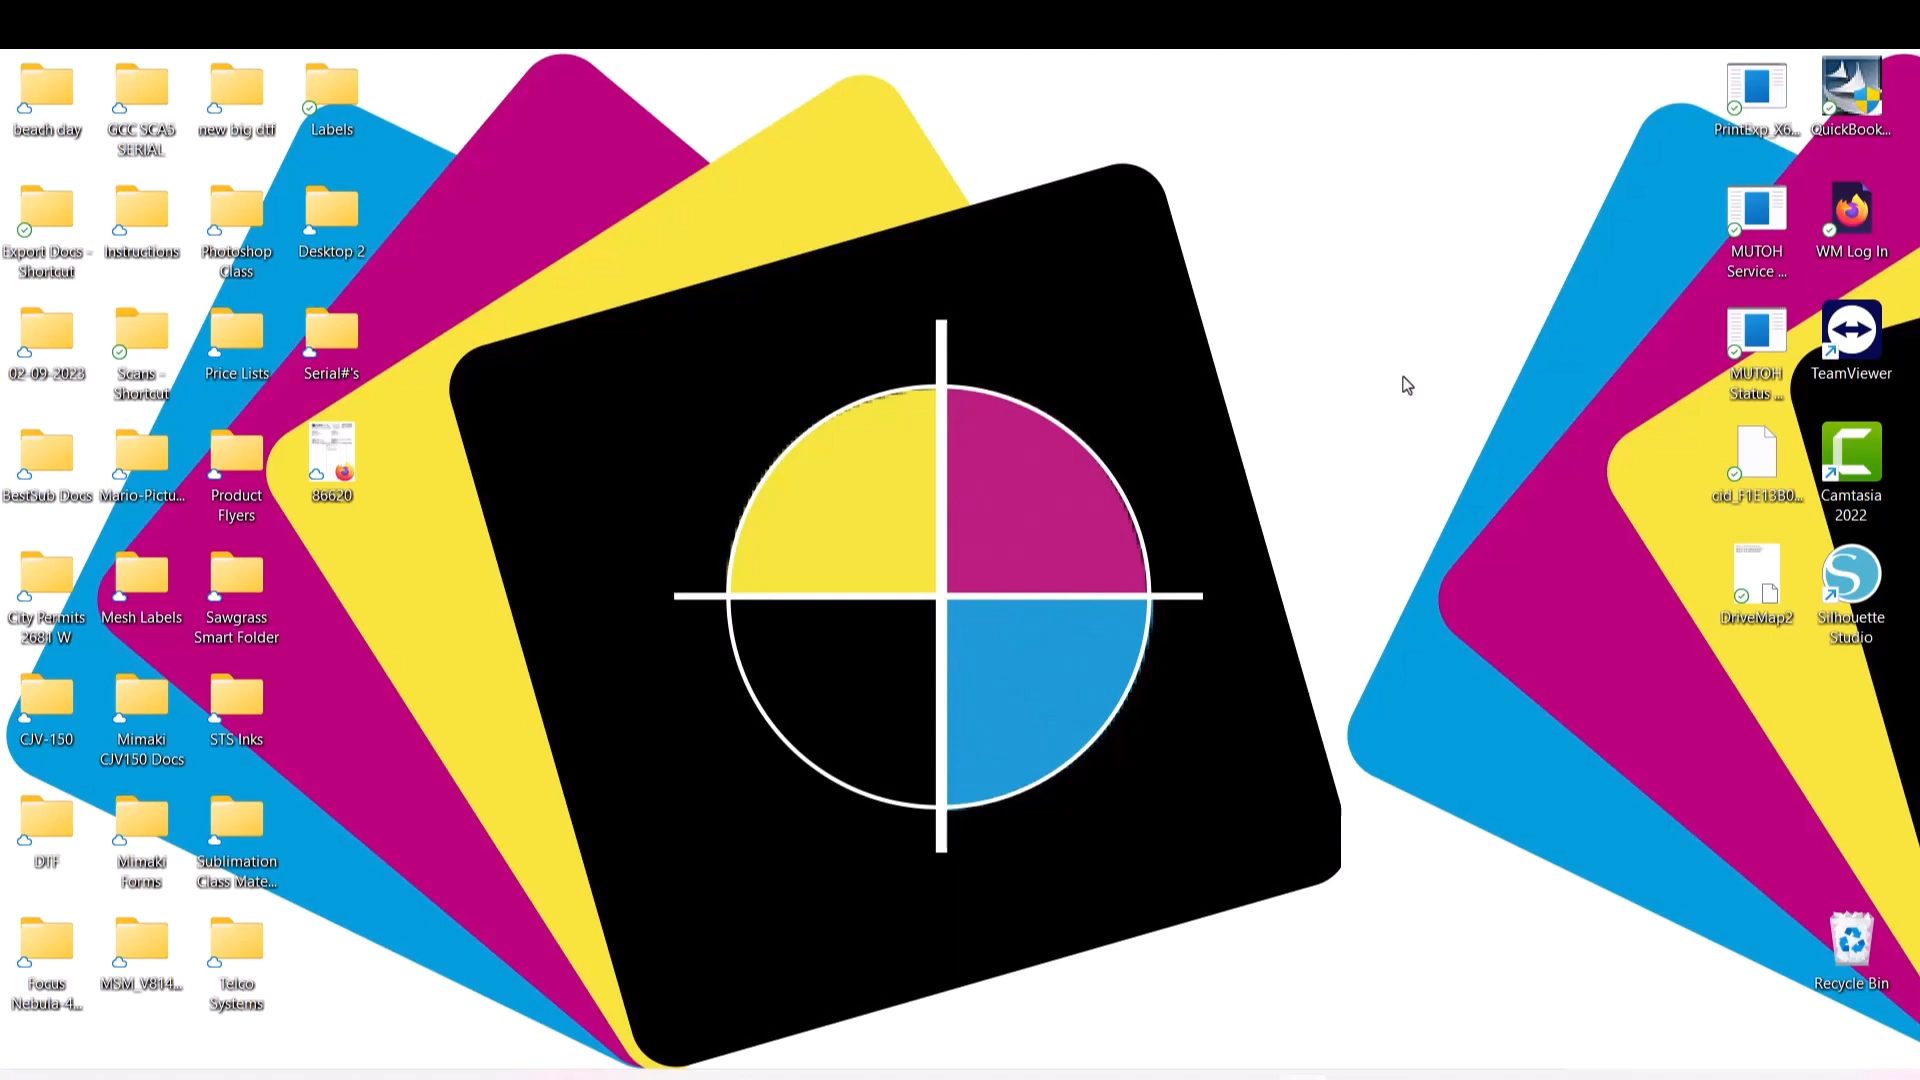 beach day
GCC SCAS
SERIAL
new big dtf
Labels
Export Docs -
Shortcut
Instructions
Photoshop
Class
Desktop 2
02-09-2023
Scans -
Shortcut
Price Lists
Serial#'s
BestSub Docs
Mario-Pictu...
Product
Flyers
86620
City Permits
2681 W
Mesh Labels
Sawgrass
Smart Folder
CJV-150
Mimaki
CJV150 Docs
STS Inks
DTF
Mimaki
Forms
Sublimation
Class Mate...
Focus
Nebula-4...
MSM_V814...
Telco
Systems
PrintExp_X6...
QuickBook...
MUTOH
Service ...
WM Log In
MUTOH
Status ...
TeamViewer
cid_F1E13B0...
Camtasia
2022
DriveMap2
Silhouette
Studio
Recycle Bin